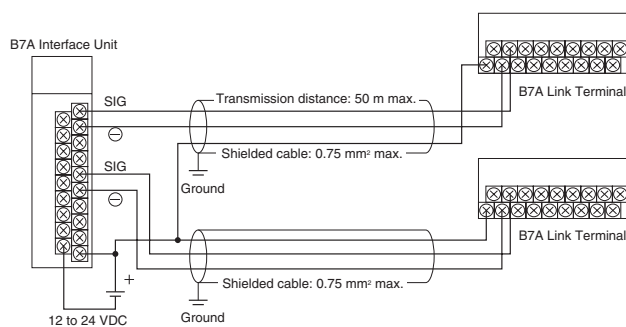 B7A Interface Unit
SIG
⊖
Transmission distance: 50 m max.
B7A Link Terminal
SIG
Shielded cable: 0.75 mm² max.
⊖
Ground
B7A Link Terminal
+
Shielded cable: 0.75 mm² max.
12 to 24 VDC
Ground